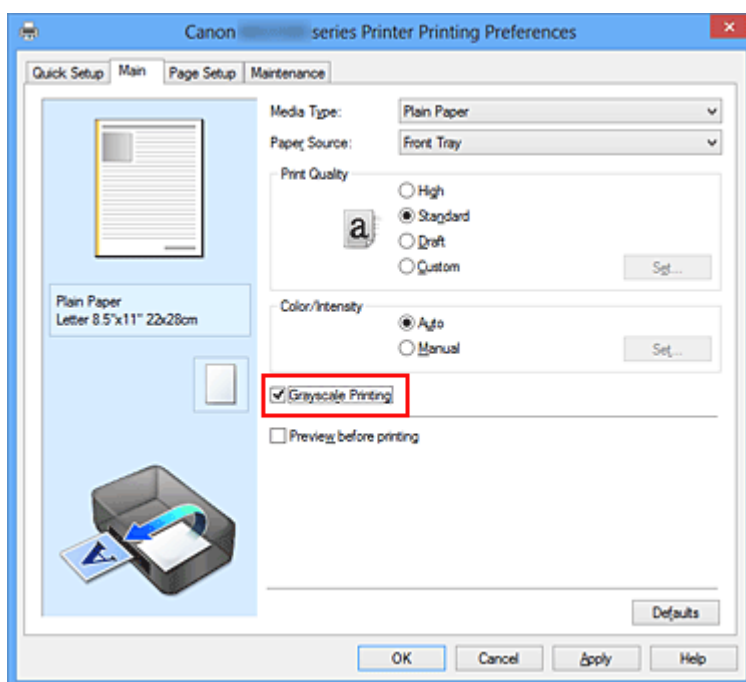 Canon series Printer Printing Preferences
Quick Setup Main Page Setup Maintenance
Media Type: Plain Paper
Paper Source: Front Tray
Print Quality
High
a Standard
Draft
Custom Set...
Plain Paper
Letter 8.5"x11" 22x28cm
Color/Intensity
Auto
Manual Set...
Grayscale Printing
Preview before printing
A
Defaults
OK Cancel Apply Help